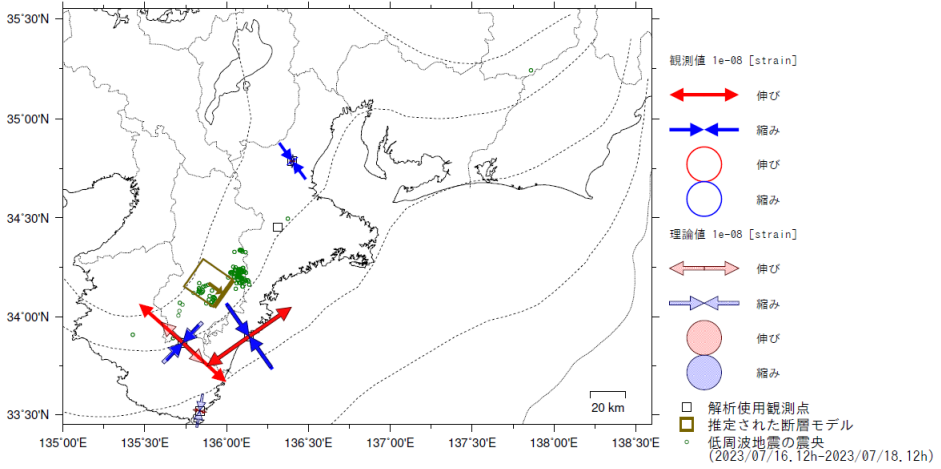 35°30'N
35°00'N
34°30'N
34°00'N
33°30'N
135°00'E
135°30'E
136°00'E
136°30'E
137°00'E
137°30'E
138°00'E
138°30'E
20 km
観測値 1e-08 [strain]
伸び
縮み
伸び
縮み
理論値 1e-08 [strain]
伸び
縮み
伸び
縮み
解析使用観測点
推定された断層モデル
低周波地震の震央
(2023/07/16.12h-2023/07/18.12h)